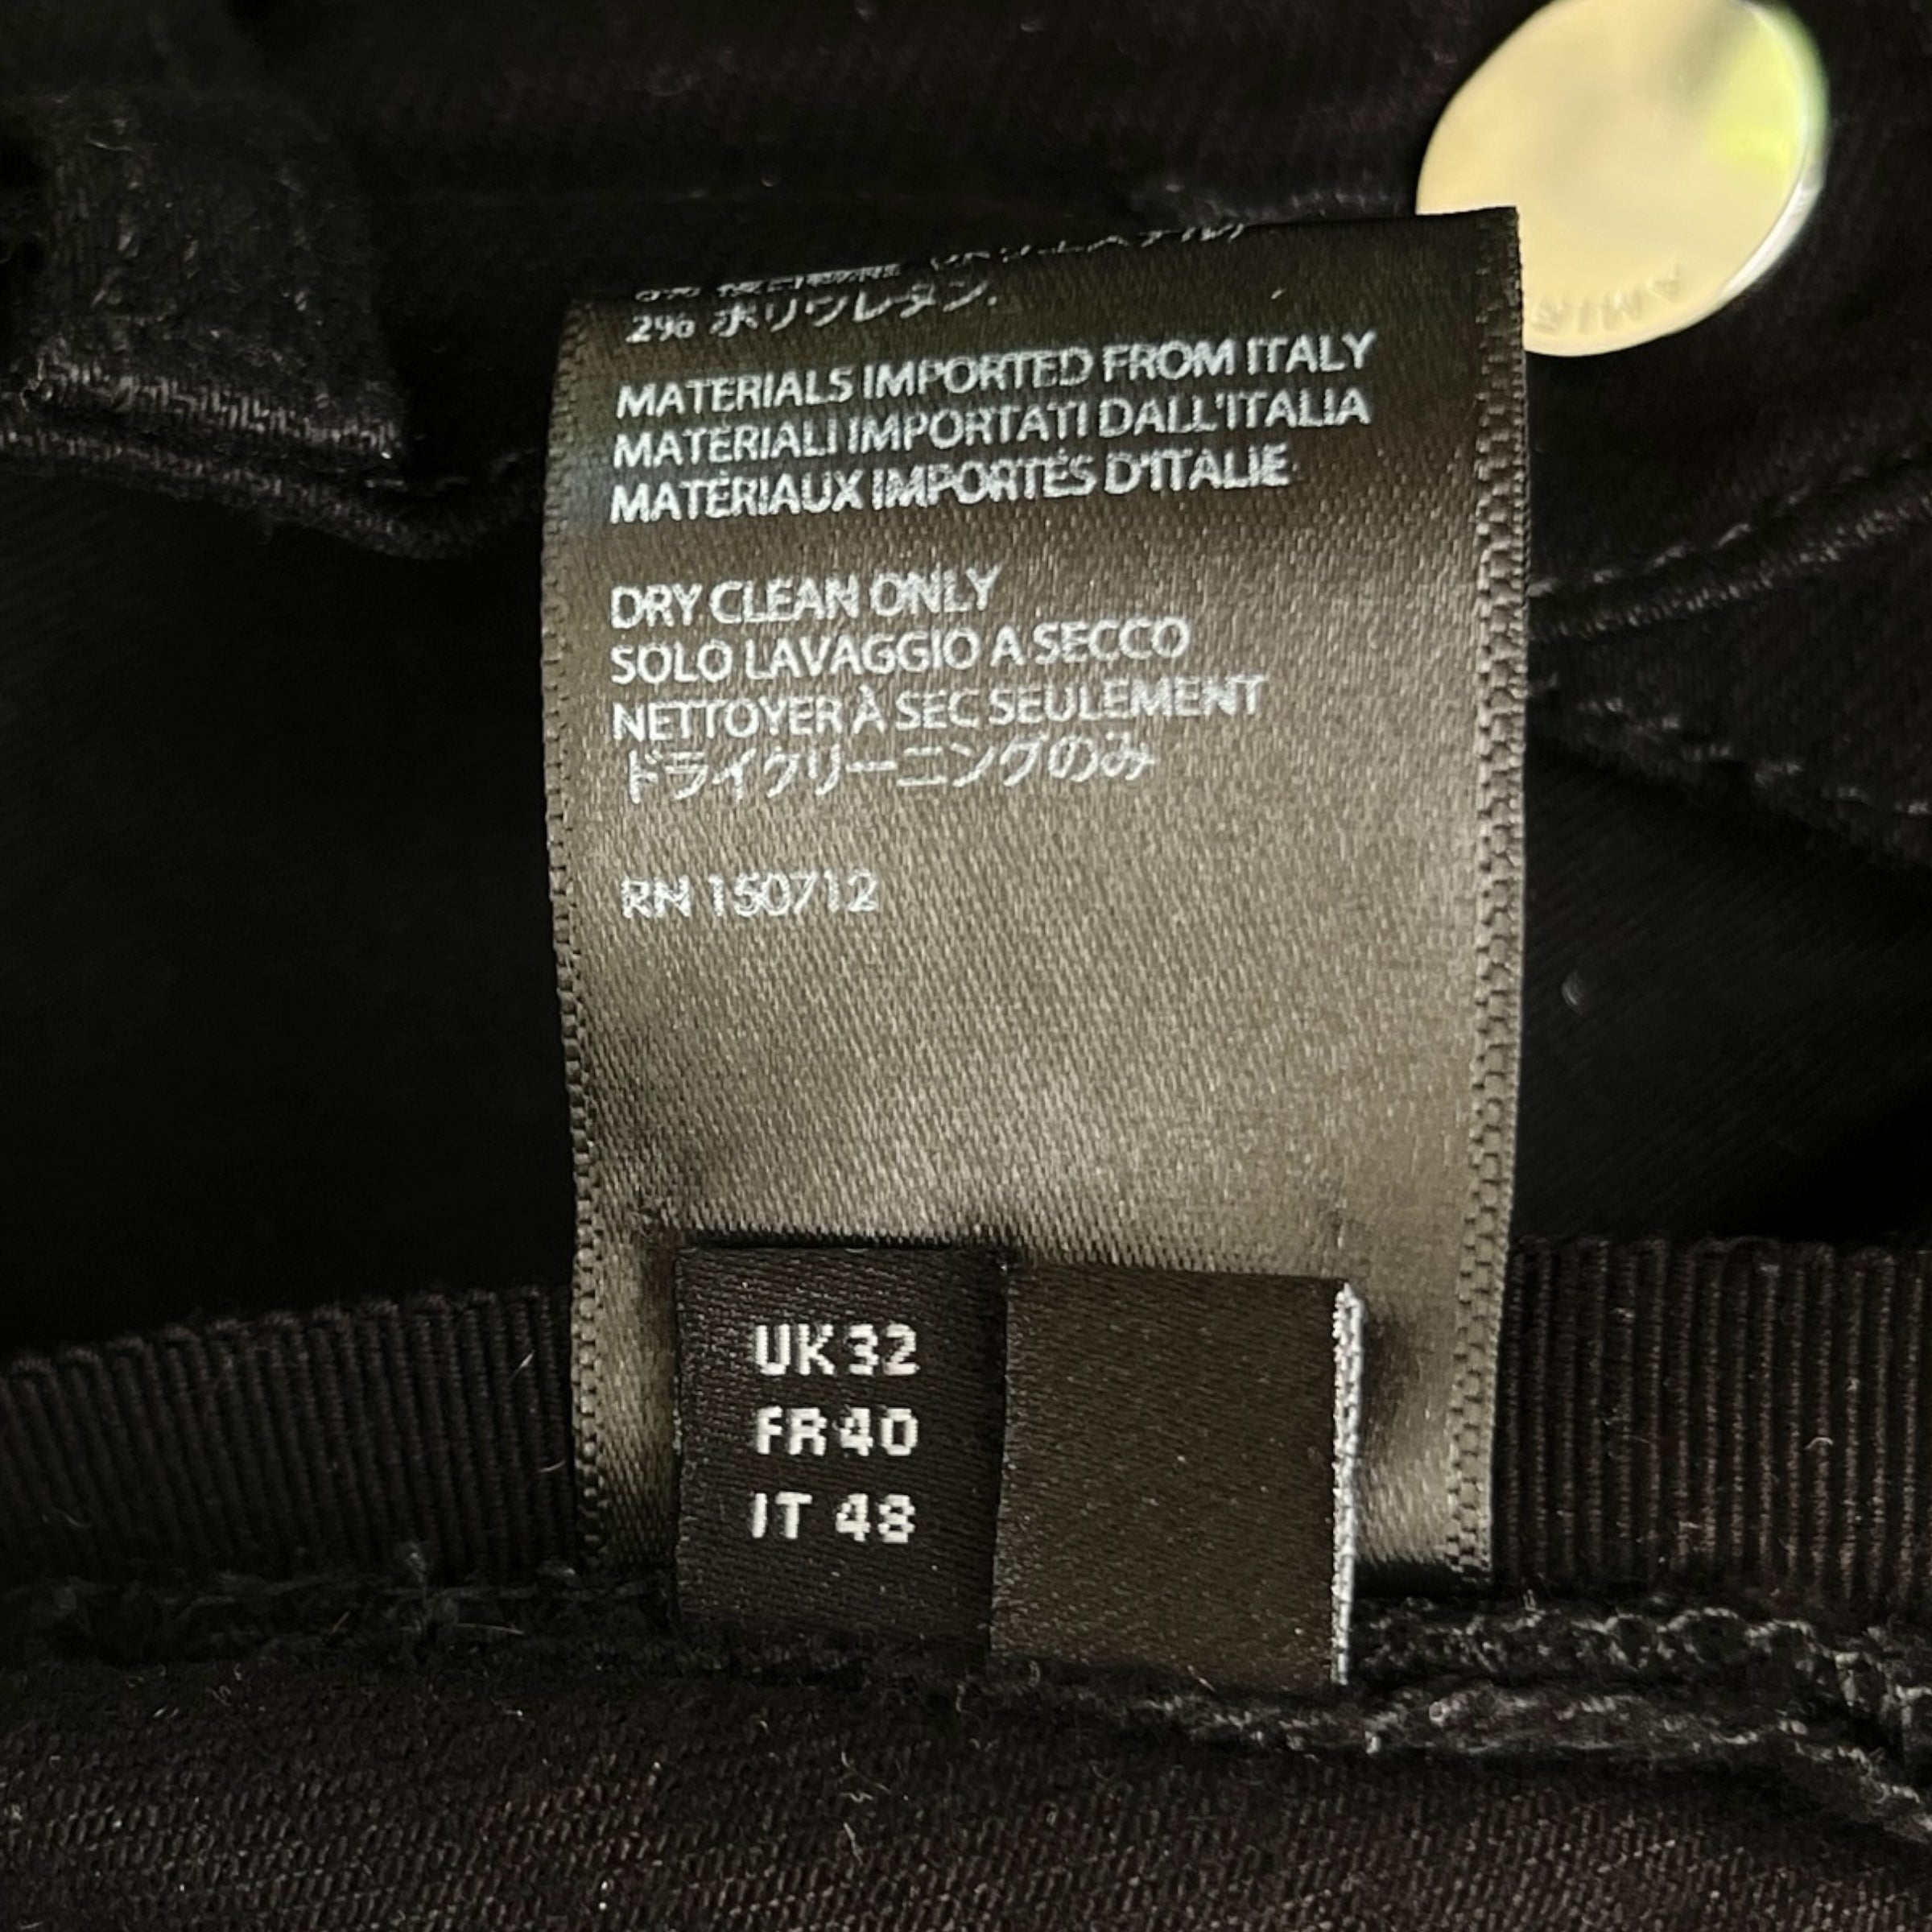 2% ポリウレタン.
MATERIALS IMPORTED FROM ITALY
MATERIALI IMPORTATI DALL'ITALIA
MATÉRIAUX IMPORTÉS D'ITALIE
DRY CLEAN ONLY
SOLO LAVAGGIO A SECCO
NETTOYER À SEC SEULEMENT
ドライクリーニングのみ
RN 150712
UK 32
FR 40
IT 48